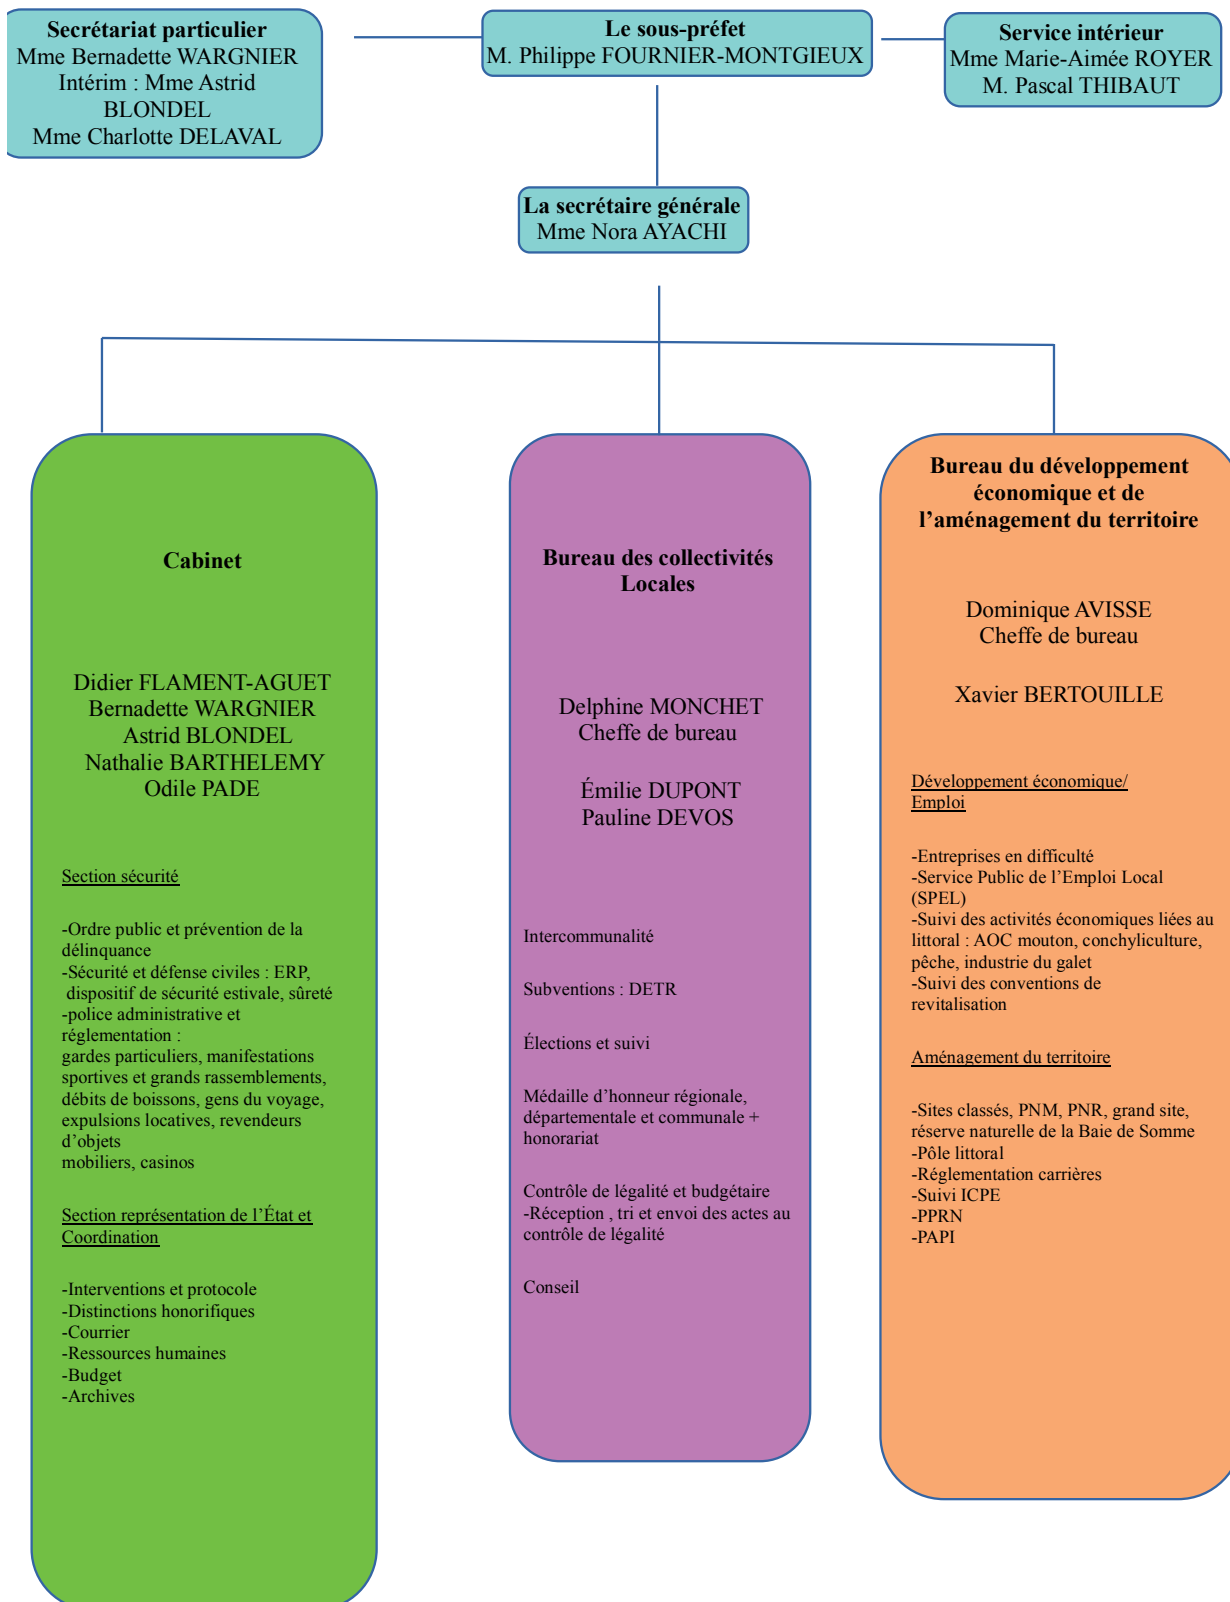 Secrétariat particulier
Mme Bernadette WARGNIER
Intérim : Mme Astrid
BLONDEL
Mme Charlotte DELAVAL
Le sous-préfet
M. Philippe FOURNIER-MONTGIEUX
Service intérieur
Mme Marie-Aimée ROYER
M. Pascal THIBAUT
La secrétaire générale
Mme Nora AYACHI
Cabinet
Didier FLAMENT-AGUET
Bernadette WARGNIER
Astrid BLONDEL
Nathalie BARTHELEMY
Odile PADE
Section sécurité
-Ordre public et prévention de la
délinquance
-Sécurité et défense civiles : ERP,
dispositif de sécurité estivale, sûreté
-police administrative et
réglementation :
gardes particuliers, manifestations
sportives et grands rassemblements,
débits de boissons, gens du voyage,
expulsions locatives, revendeurs
d’objets
mobiliers, casinos
Section représentation de l’État et
Coordination
-Interventions et protocole
-Distinctions honorifiques
-Courrier
-Ressources humaines
-Budget
-Archives
Bureau des collectivités
Locales
Delphine MONCHET
Cheffe de bureau
Émilie DUPONT
Pauline DEVOS
Intercommunalité
Subventions : DETR
Élections et suivi
Médaille d’honneur régionale,
départementale et communale +
honorariat
Contrôle de légalité et budgétaire
-Réception , tri et envoi des actes au
contrôle de légalité
Conseil
Bureau du développement
économique et de
l’aménagement du territoire
Dominique AVISSE
Cheffe de bureau
Xavier BERTOUILLE
Développement économique/
Emploi
-Entreprises en difficulté
-Service Public de l’Emploi Local
(SPEL)
-Suivi des activités économiques liées au
littoral : AOC mouton, conchyliculture,
pêche, industrie du galet
-Suivi des conventions de
revitalisation
Aménagement du territoire
-Sites classés, PNM, PNR, grand site,
réserve naturelle de la Baie de Somme
-Pôle littoral
-Réglementation carrières
-Suivi ICPE
-PPRN
-PAPI